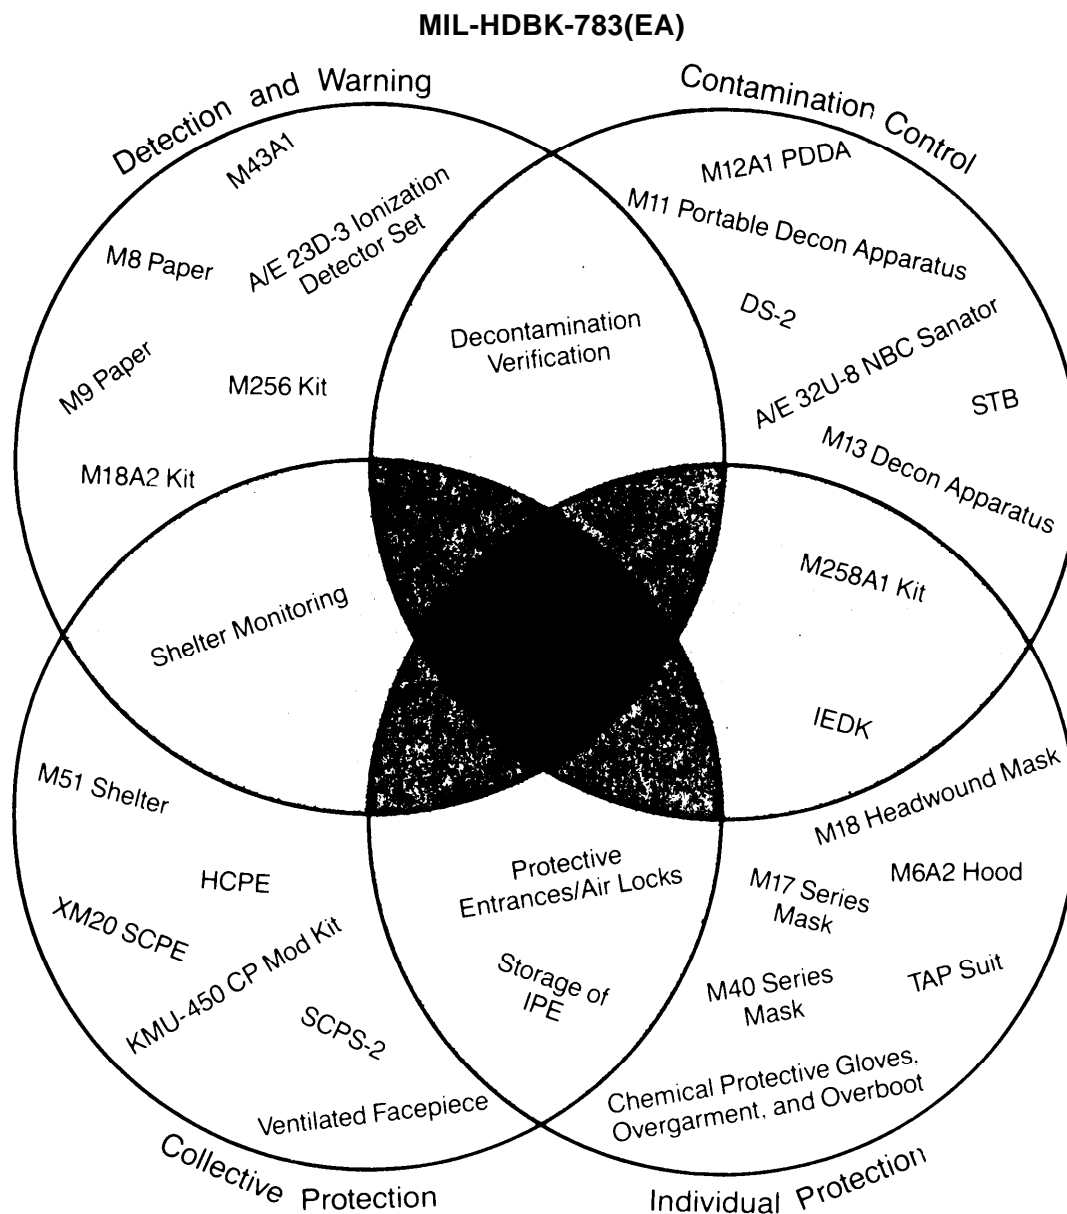 MIL-HDBK-783(EA)
Detection and Warning
Contamination Control
M43A1
A/E 23D-3 Ionization
Detector Set
M8 Paper
M9 Paper
M256 Kit
M18A2 Kit
Decontamination
Verification
M12A1 PDDA
M11 Portable Decon Apparatus
DS-2
A/E 32U-8 NBC Sanator
STB
M13 Decon Apparatus
Shelter Monitoring
M258A1 Kit
IEDK
M51 Shelter
HCPE
XM20 SCPE
KMU-450 CP Mod Kit
SCPS-2
Ventilated Facepiece
Protective
Entrances/Air Locks
Storage of
IPE
M18 Headwound Mask
M17 Series
Mask
M6A2 Hood
M40 Series
Mask
TAP Suit
Chemical Protective Gloves,
Overgarment, and Overboot
Collective Protection
Individual Protection